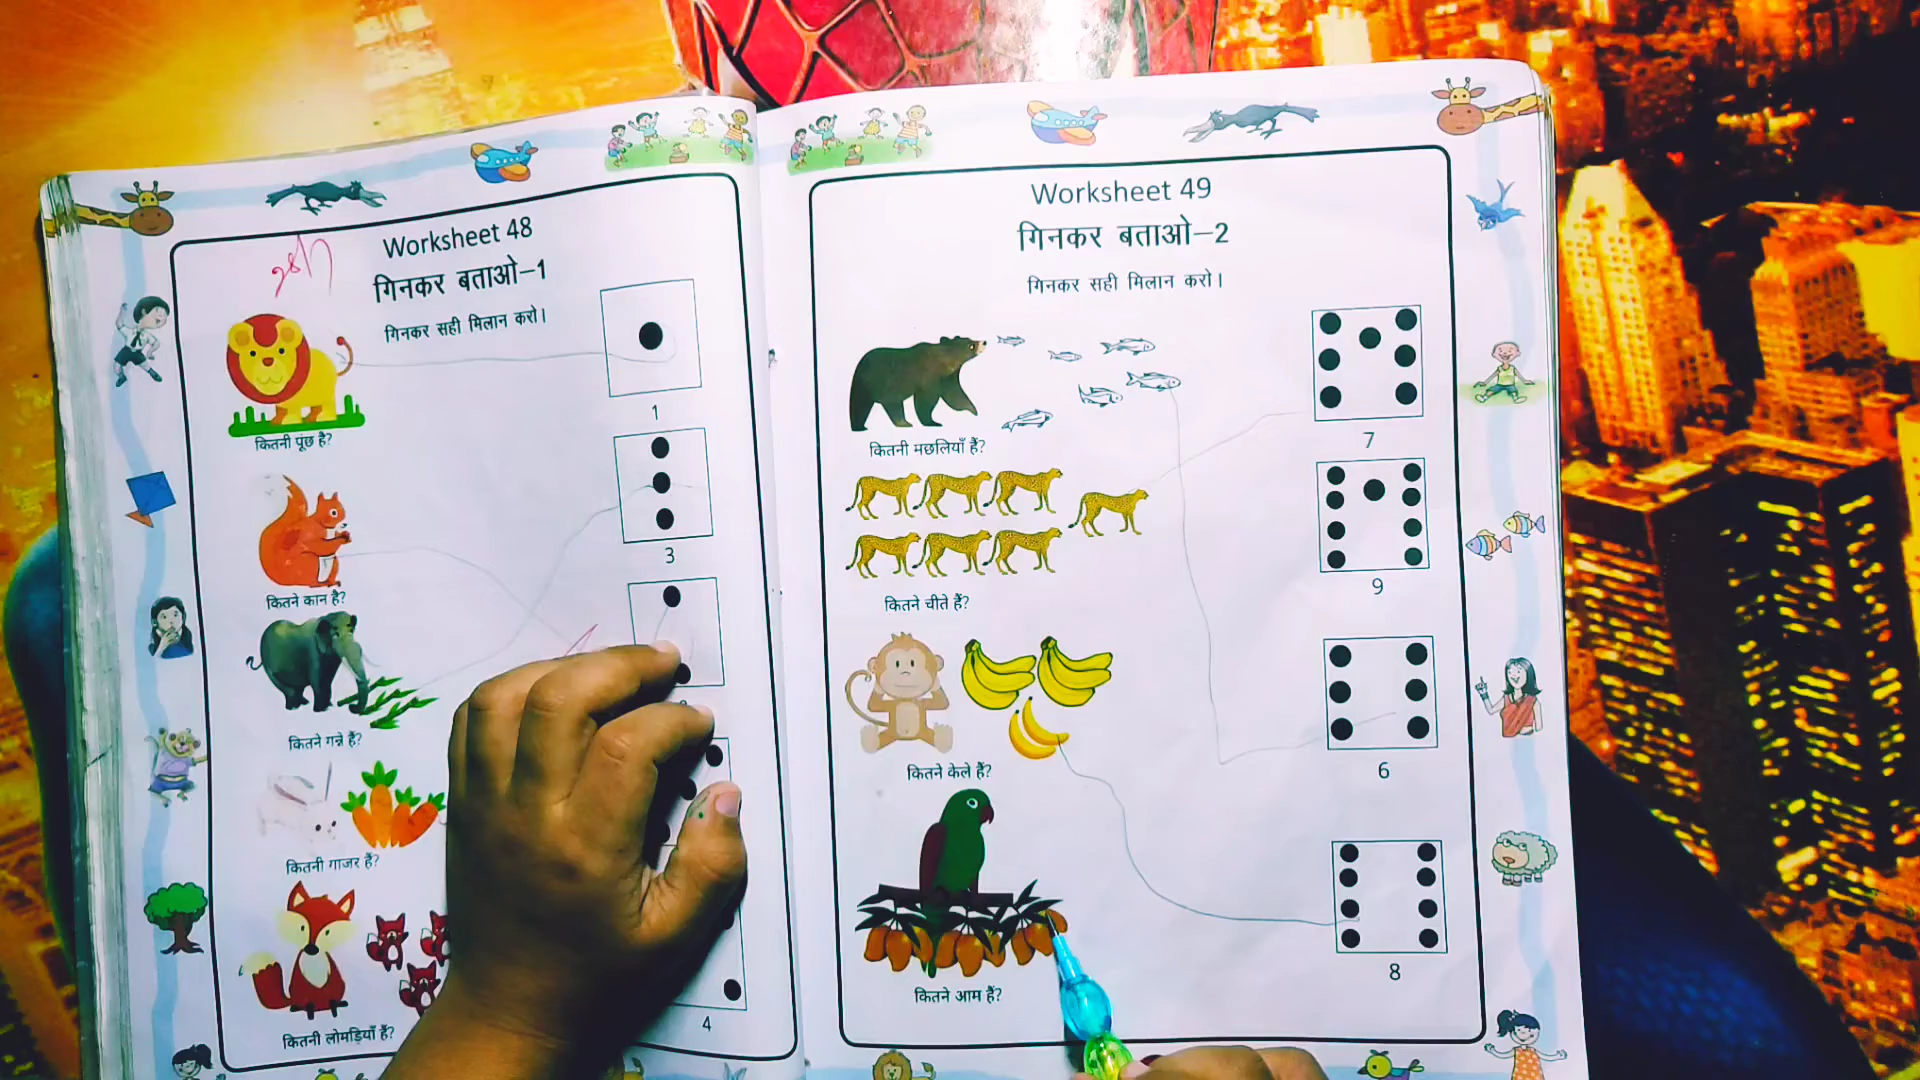 Worksheet 48
गिनकर बताओ–1
गिनकर सही मिलान करो।
कितनी पूंछ है?
1
कितने कान है?
3
कितने गन्ने हैं?
कितनी गाजर हैं?
कितनी लोमड़ियाँ हैं?
4
Worksheet 49
गिनकर बताओ–2
गिनकर सही मिलान करो।
कितनी मछलियाँ हैं?
7
कितने चीते हैं?
9
कितने केले हैं?
6
कितने आम हैं?
8